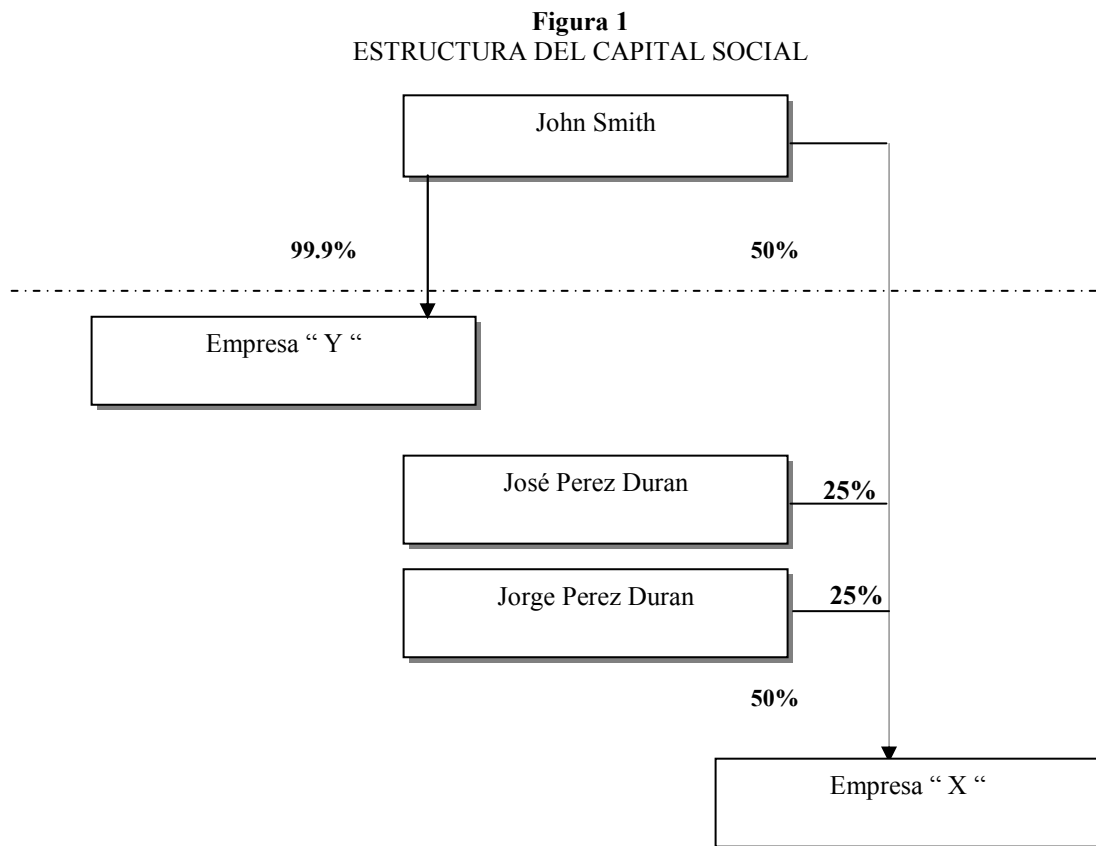 Figura 1
ESTRUCTURA DEL CAPITAL SOCIAL
John Smith
99.9%
50%
Empresa “ Y “
José Perez Duran
25%
Jorge Perez Duran
25%
50%
Empresa “ X “